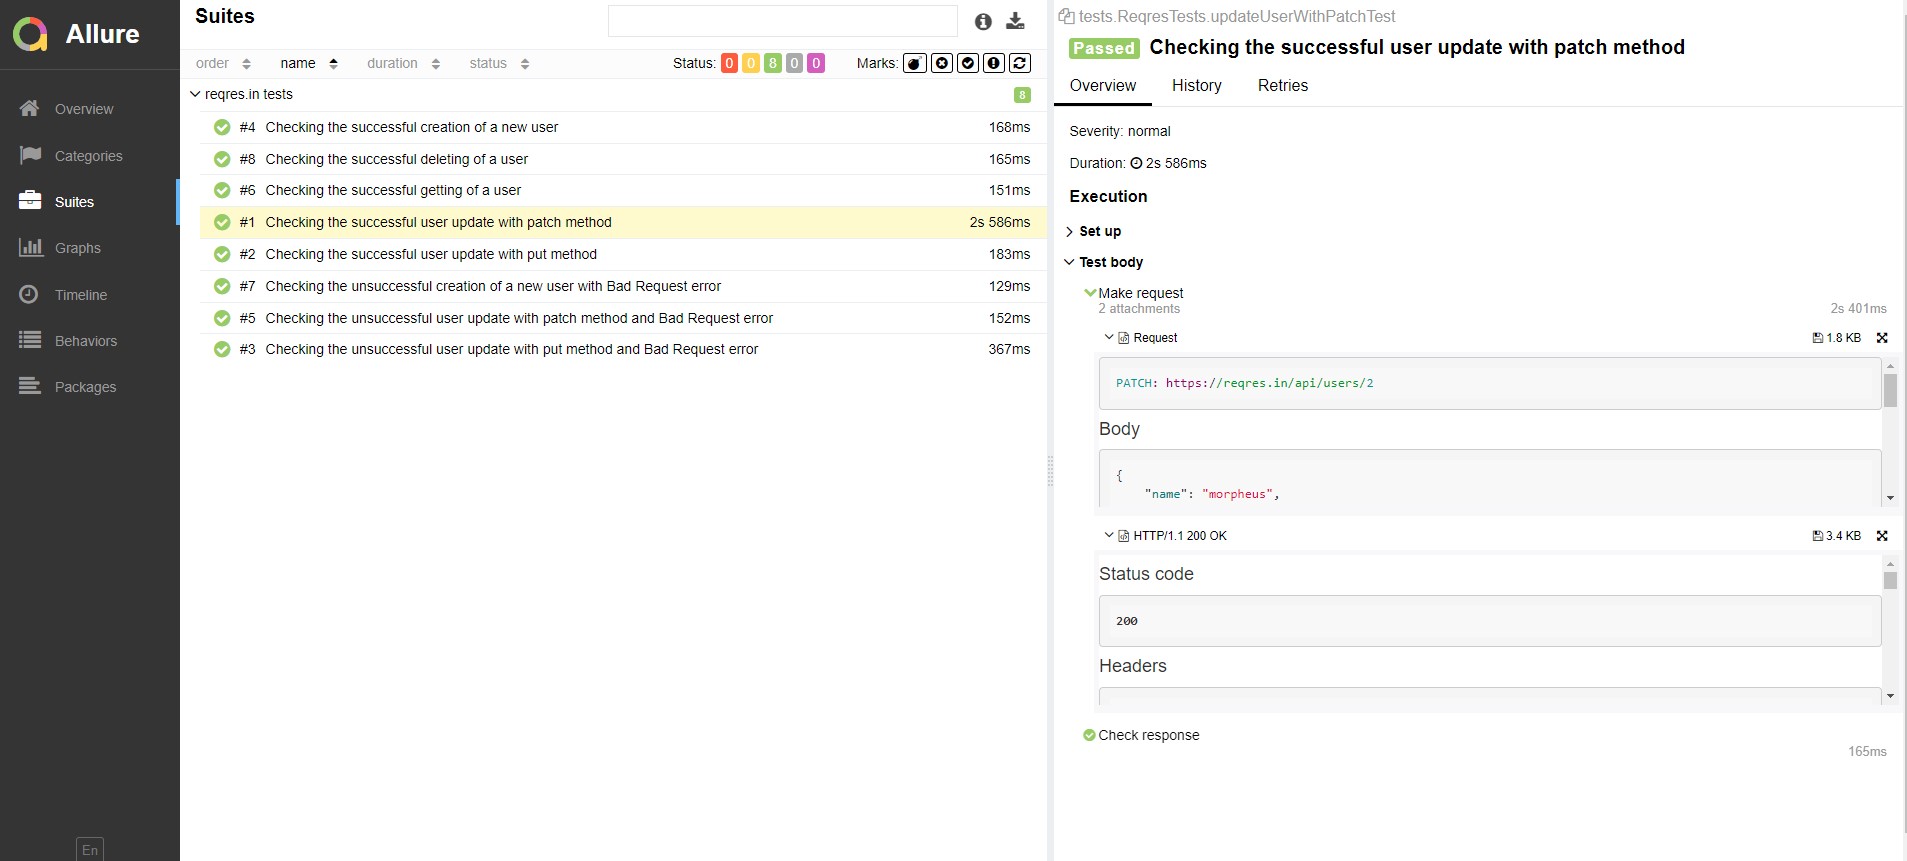 Allure
Overview
Categories
Suites
Graphs
Timeline
Behaviors
Packages
En
Suites
order name duration status Status: 0 0 8 0 0 Marks:
reqres.in tests 8
#4 Checking the successful creation of a new user 168ms
#8 Checking the successful deleting of a user 165ms
#6 Checking the successful getting of a user 151ms
#1 Checking the successful user update with patch method 2s 586ms
#2 Checking the successful user update with put method 183ms
#7 Checking the unsuccessful creation of a new user with Bad Request error 129ms
#5 Checking the unsuccessful user update with patch method and Bad Request error 152ms
#3 Checking the unsuccessful user update with put method and Bad Request error 367ms
tests.ReqresTests.updateUserWithPatchTest
Passed Checking the successful user update with patch method
Overview History Retries
Severity: normal
Duration: 2s 586ms
Execution
Set up
Test body
Make request
2 attachments 2s 401ms
Request 1.8 KB
PATCH: https://reqres.in/api/users/2
Body
{
"name": "morpheus",
HTTP/1.1 200 OK 3.4 KB
Status code
200
Headers
Check response
165ms